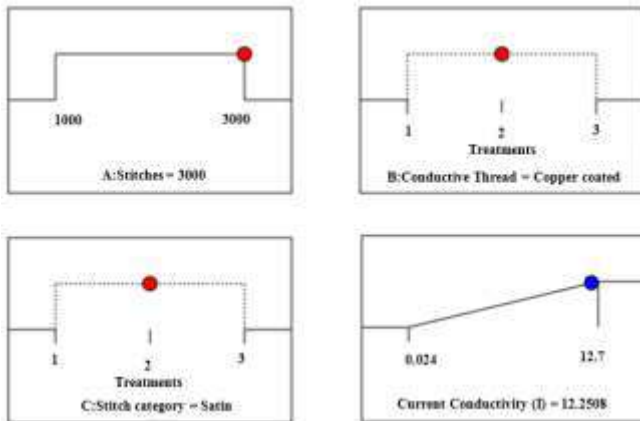 1000 3000
A:Stitches = 3000
1 2 3
Treatments
B:Conductive Thread = Copper coated
1 2 3
Treatments
C:Stitch category = Satin
0.024 12.7
Current Conductivity (I) = 12.2508